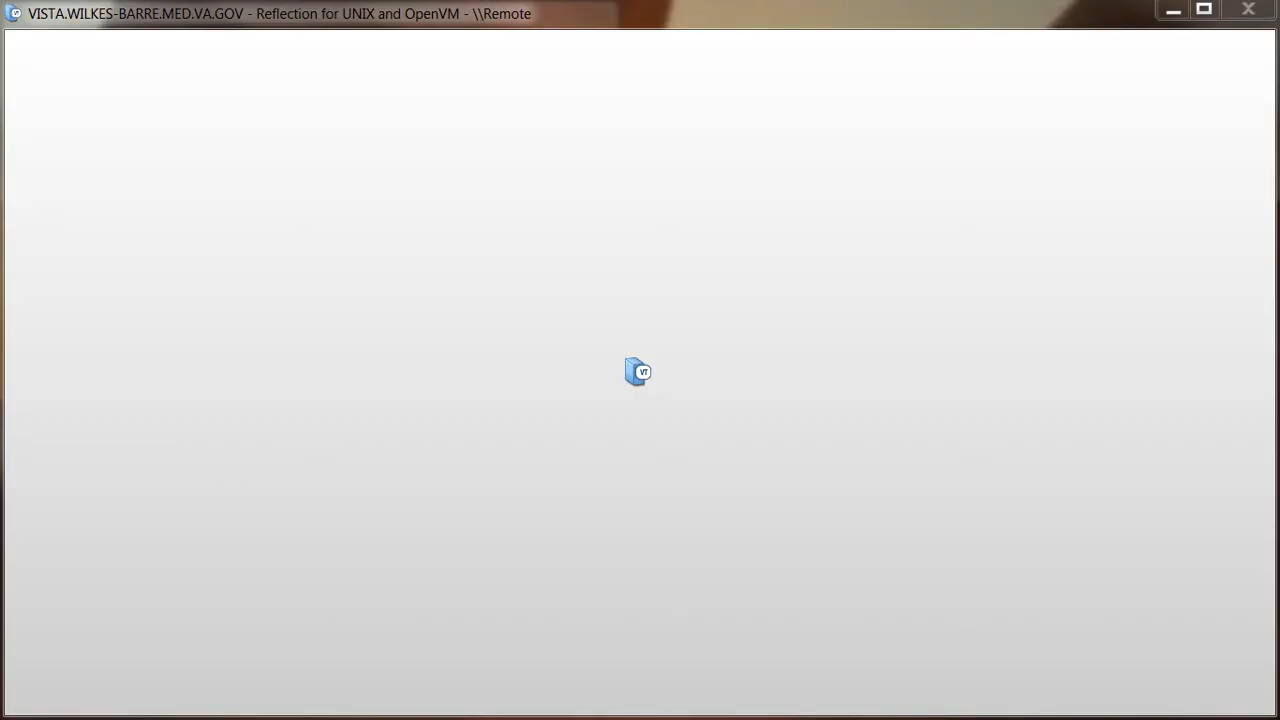 VISTA.WILKES-BARRE.MED.VA.GOV - Reflection for UNIX and OpenVM - \\Remote
VT